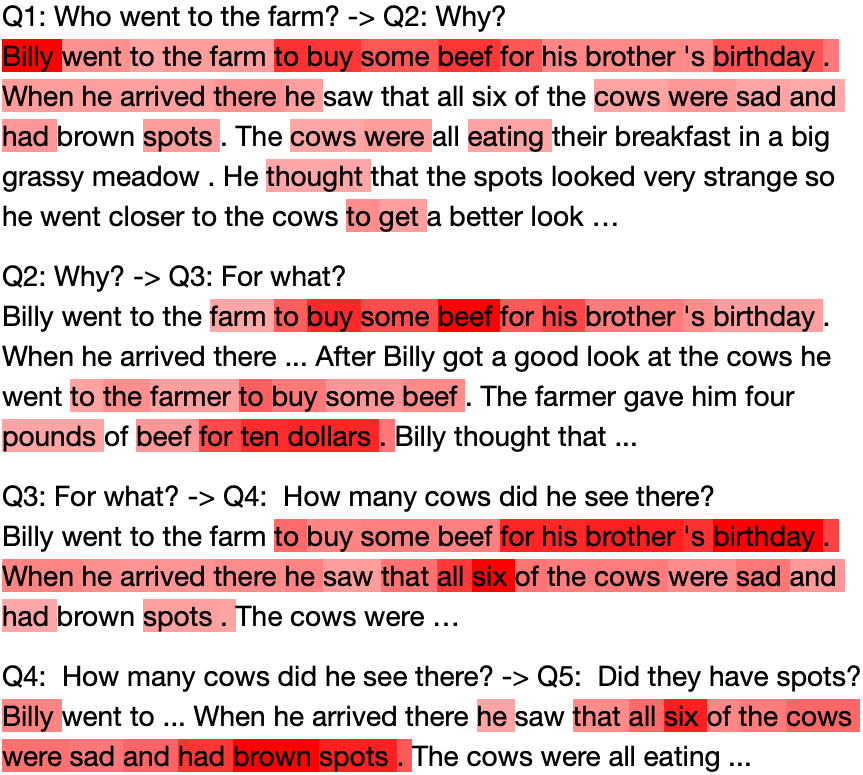 Q1: Who went to the farm? -> Q2: Why?
Billy went to the farm to buy some beef for his brother 's birthday .
When he arrived there he saw that all six of the cows were sad and
had brown spots . The cows were all eating their breakfast in a big
grassy meadow . He thought that the spots looked very strange so
he went closer to the cows to get a better look …
Q2: Why? -> Q3: For what?
Billy went to the farm to buy some beef for his brother 's birthday .
When he arrived there ... After Billy got a good look at the cows he
went to the farmer to buy some beef . The farmer gave him four
pounds of beef for ten dollars . Billy thought that ...
Q3: For what? -> Q4: How many cows did he see there?
Billy went to the farm to buy some beef for his brother 's birthday .
When he arrived there he saw that all six of the cows were sad and
had brown spots . The cows were …
Q4: How many cows did he see there? -> Q5: Did they have spots?
Billy went to ... When he arrived there he saw that all six of the cows
were sad and had brown spots . The cows were all eating ...